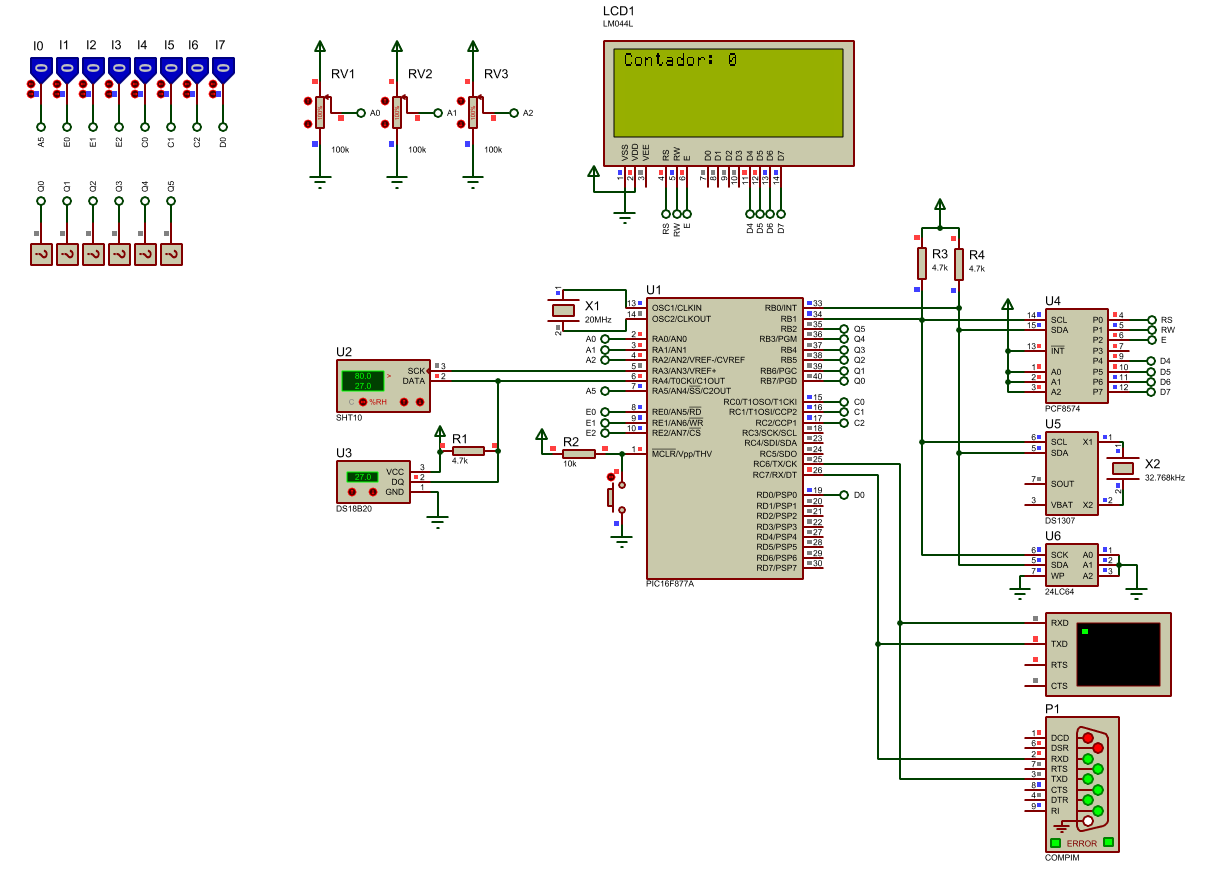 I0 I1 I2 I3 I4 I5 I6 I7
0 0 0 0 0 0 0 0
A5 E0 E1 E2 C0 C1 C2 D0
Q0 Q1 Q2 Q3 Q4 Q5
? ? ? ? ? ?
RV1
100%
A0
100k
RV2
100%
A1
100k
RV3
100%
A2
100k
LCD1
LM044L
Contador: 0
VSS VDD VEE RS RW E D0 D1 D2 D3 D4 D5 D6 D7
1 2 3 4 5 6 7 8 9 10 11 12 13 14
RS RW E D4 D5 D6 D7
X1
20MHz
1
2
U1
13 OSC1/CLKIN
14 OSC2/CLKOUT
A0 2 RA0/AN0
A1 3 RA1/AN1
A2 4 RA2/AN2/VREF-/CVREF
5 RA3/AN3/VREF+
6 RA4/T0CKI/C1OUT
A5 7 RA5/AN4/SS/C2OUT
E0 8 RE0/AN5/RD
E1 9 RE1/AN6/WR
E2 10 RE2/AN7/CS
1 MCLR/Vpp/THV
RB0/INT 33
RB1 34
RB2 35 Q5
RB3/PGM 36 Q4
RB4 37 Q3
RB5 38 Q2
RB6/PGC 39 Q1
RB7/PGD 40 Q0
RC0/T1OSO/T1CKI 15 C0
RC1/T1OSI/CCP2 16 C1
RC2/CCP1 17 C2
RC3/SCK/SCL 18
RC4/SDI/SDA 23
RC5/SDO 24
RC6/TX/CK 25
RC7/RX/DT 26
RD0/PSP0 19 D0
RD1/PSP1 20
RD2/PSP2 21
RD3/PSP3 22
RD4/PSP4 27
RD5/PSP5 28
RD6/PSP6 29
RD7/PSP7 30
PIC16F877A
U2
80.0 >
27.0
C %RH
SCK 3
DATA 2
SHT10
R1
4.7k
R2
10k
U3
27.0
VCC 3
DQ 2
GND 1
DS18B20
R3
4.7k
R4
4.7k
U4
14 SCL
15 SDA
13 INT
1 A0
2 A1
3 A2
P0 4 RS
P1 5 RW
P2 6 E
P3 7
P4 9 D4
P5 10 D5
P6 11 D6
P7 12 D7
PCF8574
U5
6 SCL
5 SDA
7 SOUT
3 VBAT
X1 1
X2 2
DS1307
X2
32.768kHz
1
2
U6
6 SCK
5 SDA
7 WP
A0 1
A1 2
A2 3
24LC64
RXD
TXD
RTS
CTS
P1
1 DCD
6 DSR
2 RXD
7 RTS
3 TXD
8 CTS
4 DTR
9 RI
ERROR
COMPIM